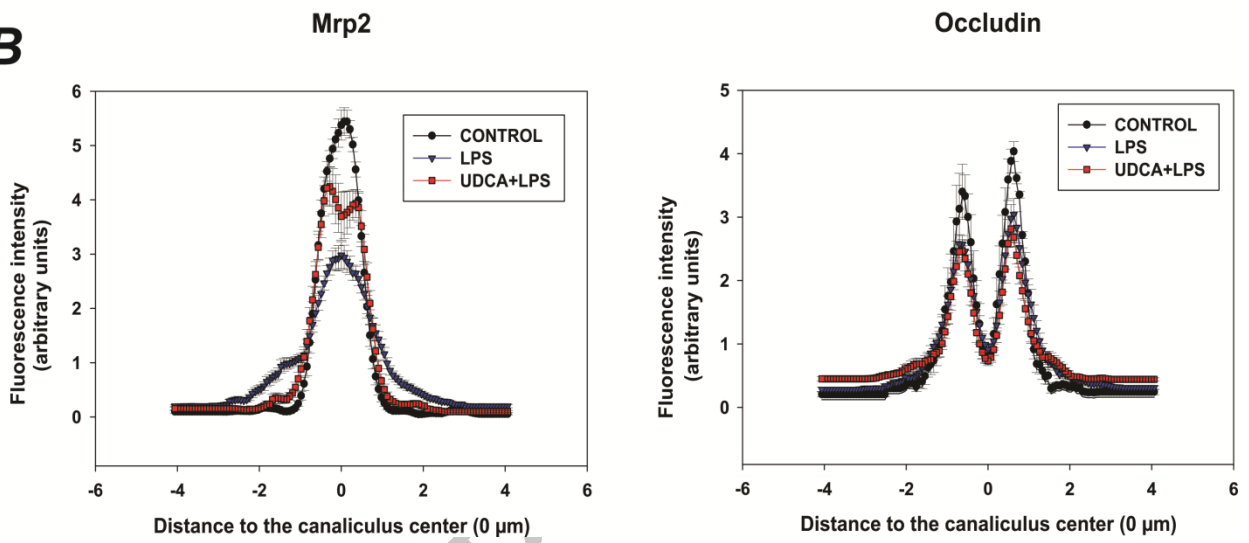 B
Mrp2
Occludin
Fluorescence intensity
(arbitrary units)
6
5
4
3
2
1
0
CONTROL
LPS
UDCA+LPS
-6
-4
-2
0
2
4
6
Distance to the canaliculus center (0 µm)
Fluorescence intensity
(arbitrary units)
5
4
3
2
1
0
CONTROL
LPS
UDCA+LPS
-6
-4
-2
0
2
4
6
Distance to the canaliculus center (0 µm)